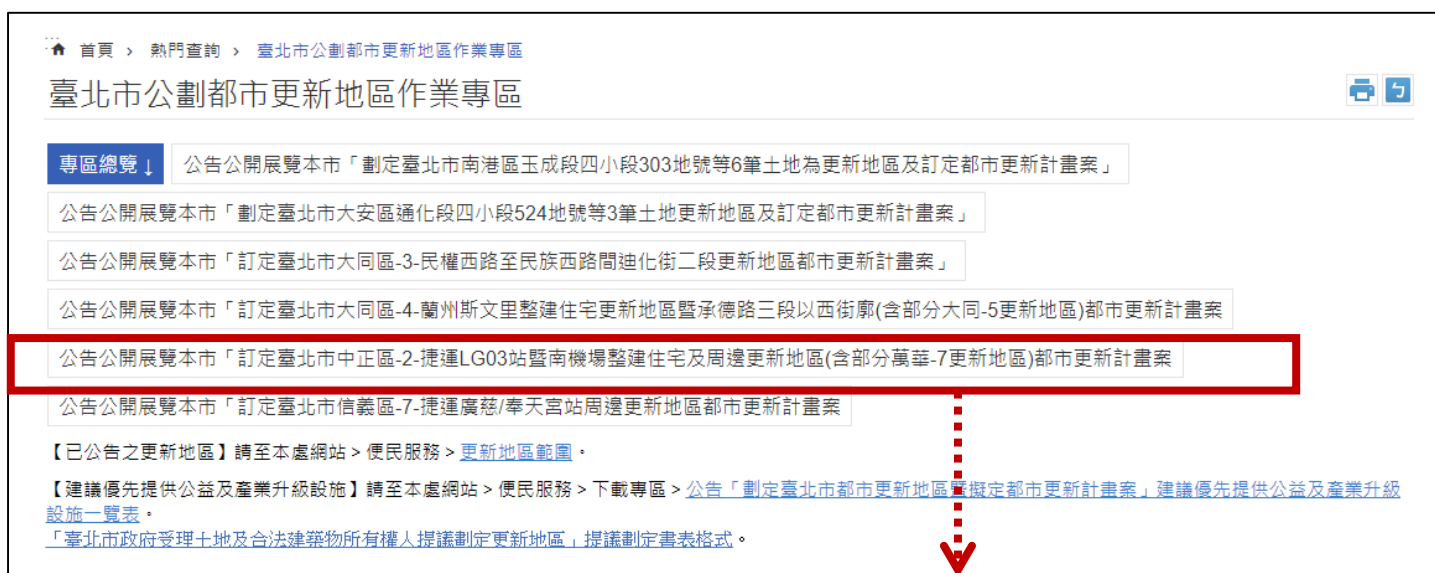 首頁 > 熱門查詢 > 臺北市公劃都市更新地區作業專區
臺北市公劃都市更新地區作業專區
專區總覽↓ 公告公開展覽本市「劃定臺北市南港區玉成段四小段303地號等6筆土地為更新地區及訂定都市更新計畫案」
公告公開展覽本市「劃定臺北市大安區通化段四小段524地號等3筆土地更新地區及訂定都市更新計畫案」
公告公開展覽本市「訂定臺北市大同區-3-民權西路至民族西路間迪化街二段更新地區都市更新計畫案」
公告公開展覽本市「訂定臺北市大同區-4-蘭州斯文里整建住宅更新地區暨承德路三段以西街廓(含部分大同-5更新地區)都市更新計畫案
公告公開展覽本市「訂定臺北市中正區-2-捷運LG03站暨南機場整建住宅及周邊更新地區(含部分萬華-7更新地區)都市更新計畫案
公告公開展覽本市「訂定臺北市信義區-7-捷運廣慈/奉天宮站周邊更新地區都市更新計畫案
【已公告之更新地區】請至本處網站>便民服務>更新地區範圍。
【建議優先提供公益及產業升級設施】請至本處網站>便民服務>下載專區>公告「劃定臺北市都市更新地區暨擬定都市更新計畫案」建議優先提供公益及產業升級
設施一覽表。
「臺北市政府受理土地及合法建築物所有權人提議劃定更新地區」提議劃定書表格式。